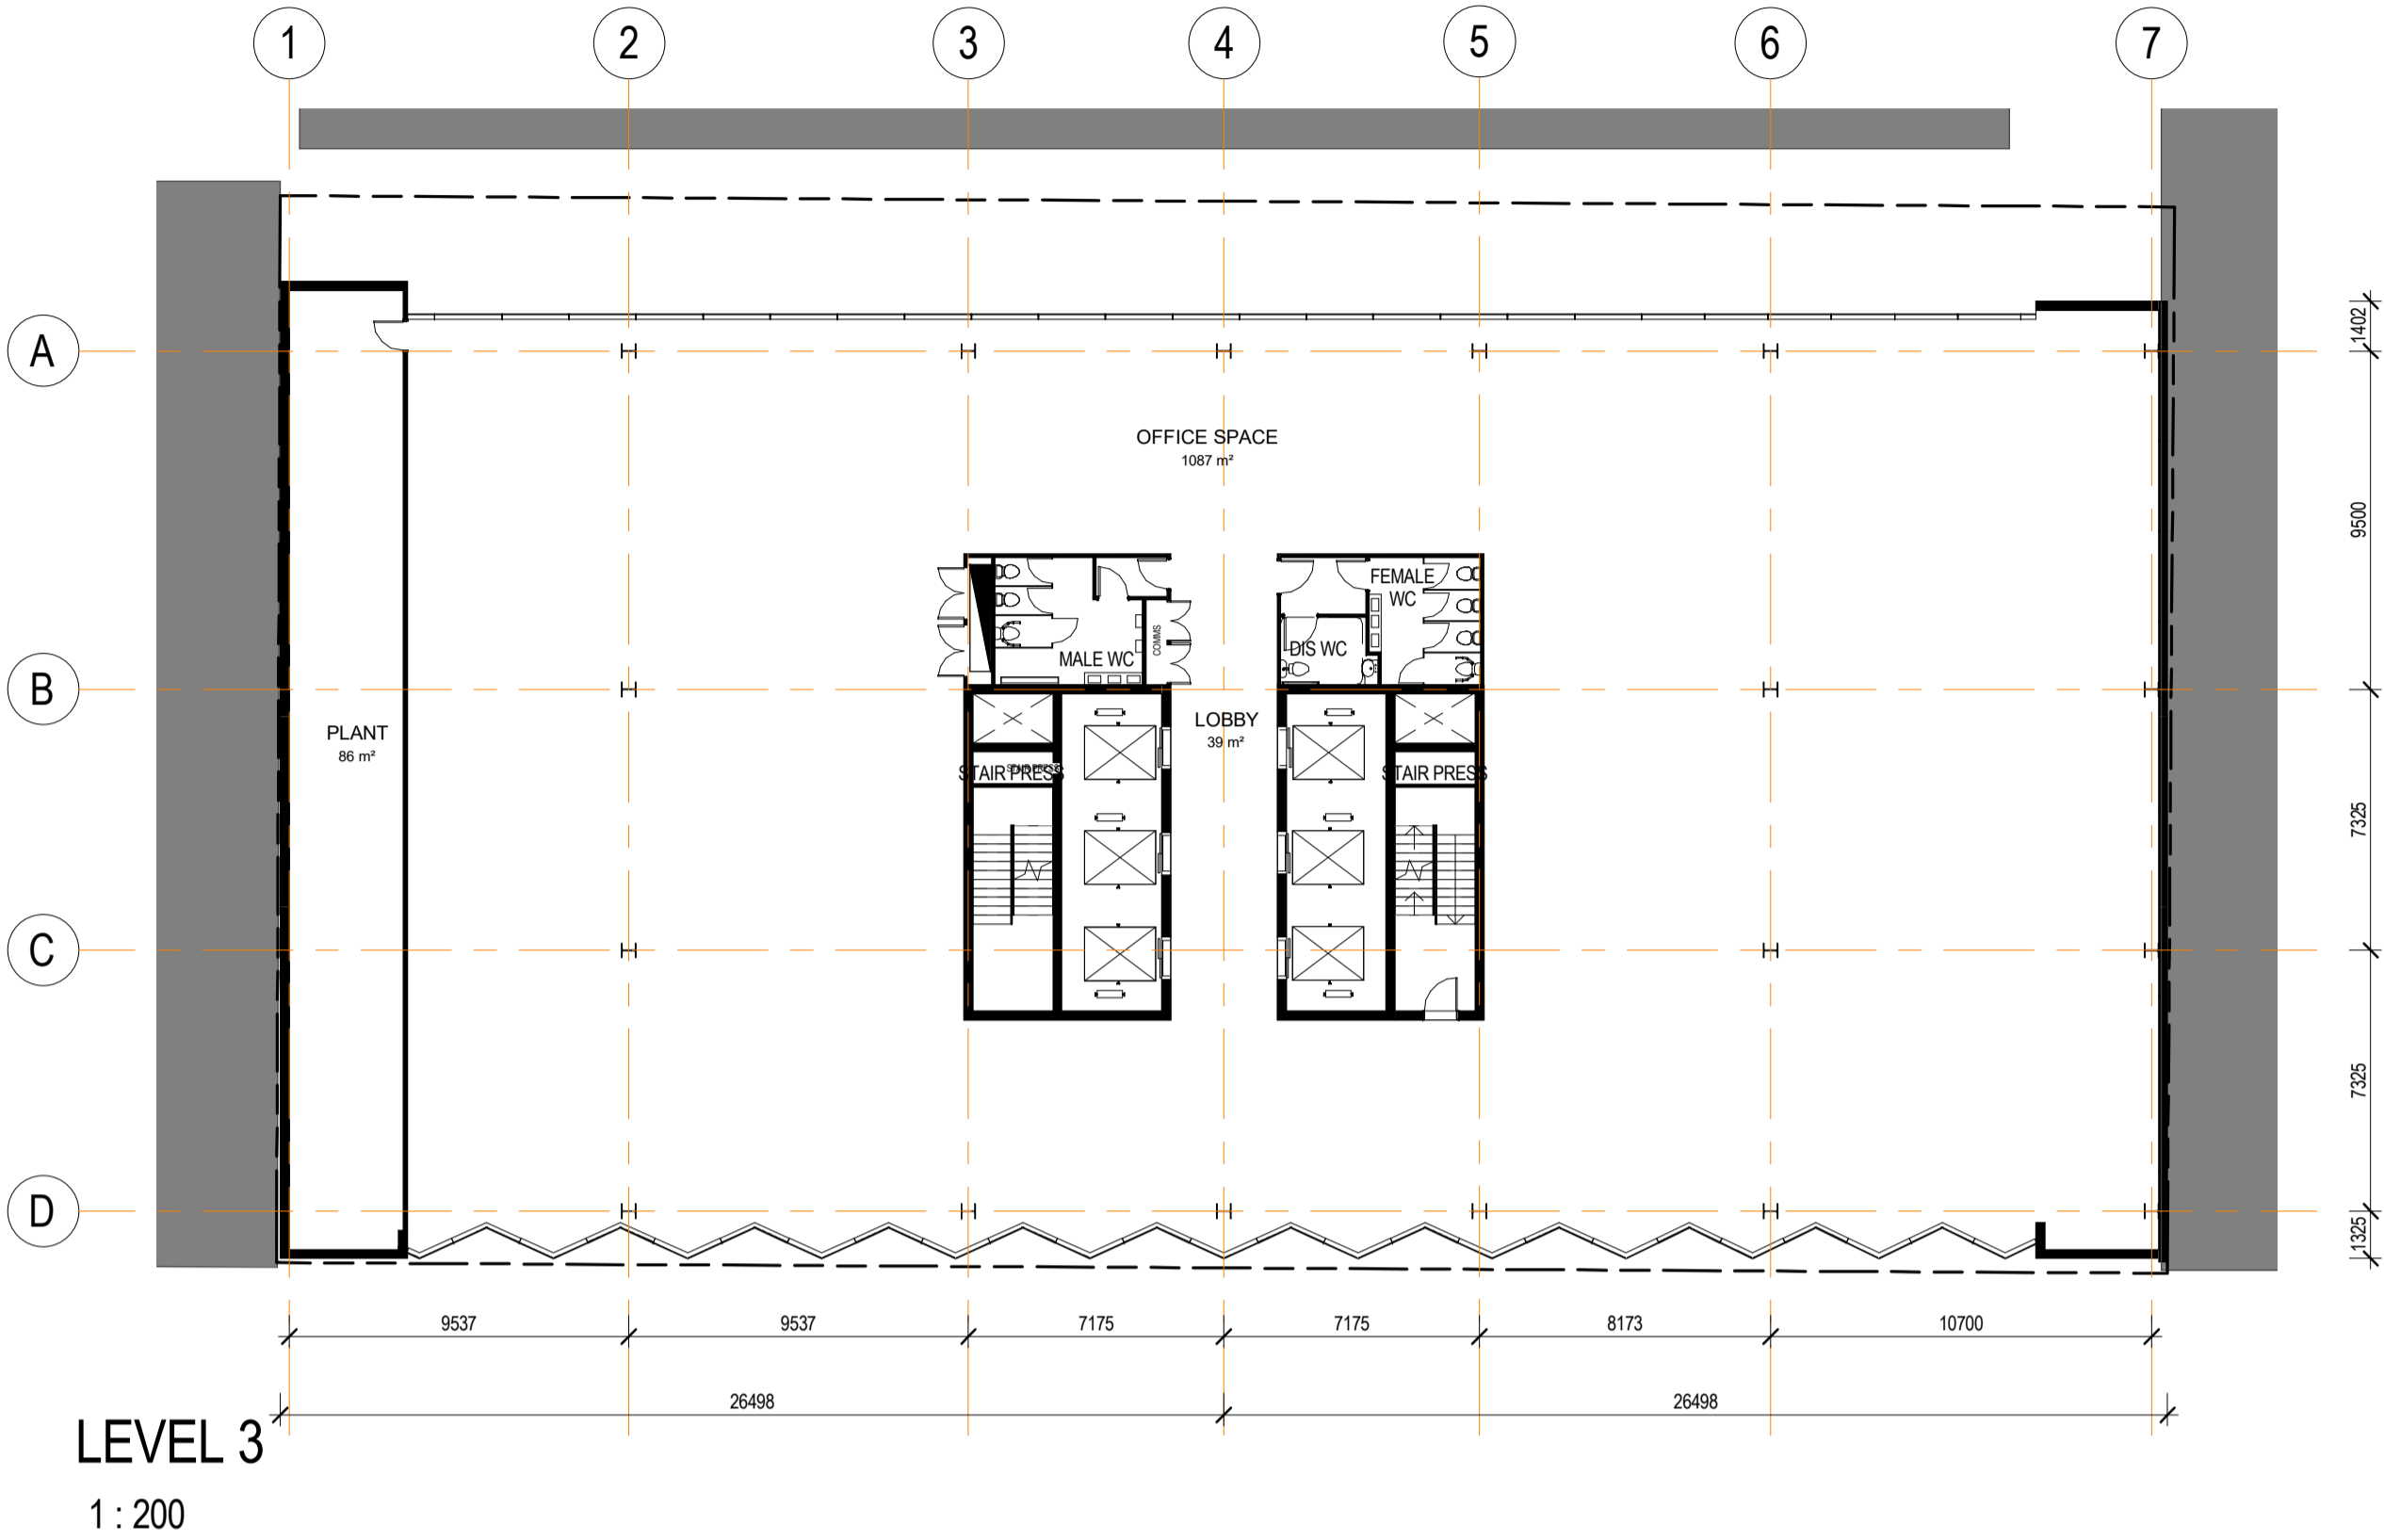 1 2 3 4 5 6 7
A
1402
OFFICE SPACE
1087 m²
9500
FEMALE
WC
COMMS
DIS WC
MALE WC
B
LOBBY
39 m²
PLANT
86 m²
STAIR PRESS
STAIR PRESS
STAIR PRESS
7325
C
7325
D
1325
9537 9537 7175 7175 8173 10700
26498 26498
LEVEL 3
1 : 200